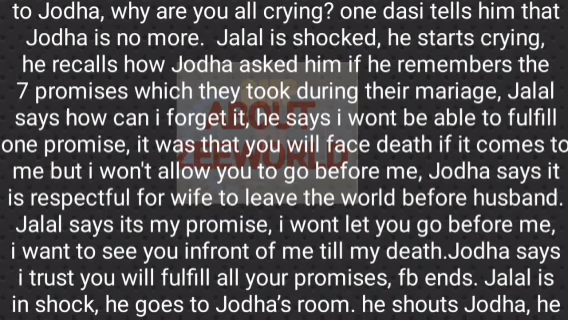 to Jodha, why are you all crying? one dasi tells him that
Jodha is no more.  Jalal is shocked, he starts crying,
he recalls how Jodha asked him if he remembers the
7 promises which they took during their mariage, Jalal
says how can i forget it, he says i wont be able to fulfill
one promise, it was that you will face death if it comes to
me but i won't allow you to go before me, Jodha says it
is respectful for wife to leave the world before husband.
Jalal says its my promise, i wont let you go before me,
i want to see you infront of me till my death.Jodha says
i trust you will fulfill all your promises, fb ends. Jalal is
in shock, he goes to Jodha’s room. he shouts Jodha, he
ABOUT
ZEEWORLD